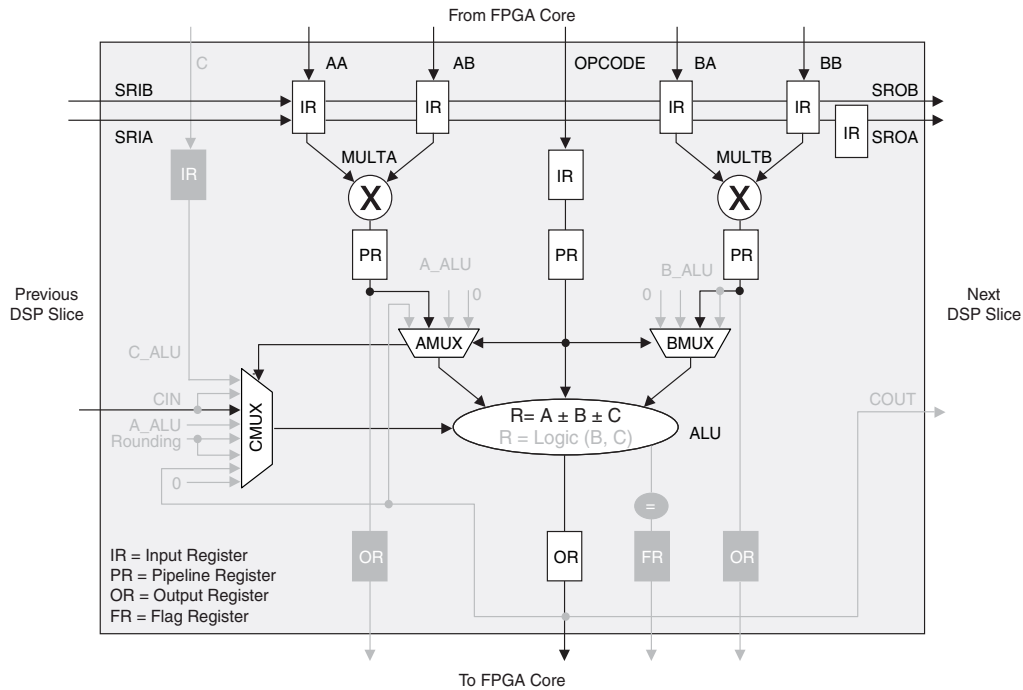 From FPGA Core
C
AA
AB
OPCODE
BA
BB
SRIB
SROB
IR
IR
IR
IR
SRIA
IR
SROA
MULTA
MULTB
IR
IR
X
X
PR
PR
PR
A_ALU
B_ALU
0
0
Previous
DSP Slice
Next
DSP Slice
AMUX
BMUX
C_ALU
CIN
CMUX
A_ALU
Rounding
0
R= A ± B ± C
R = Logic (B, C)
ALU
COUT
=
OR
OR
FR
OR
IR = Input Register
PR = Pipeline Register
OR = Output Register
FR = Flag Register
To FPGA Core